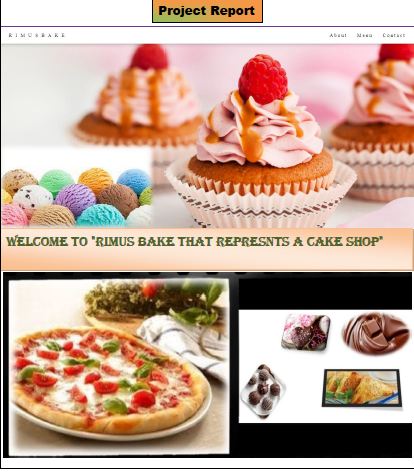 Project Report
RIMUSBAKE
About Menu Contact
WELCOME TO "RIMUS BAKE THAT REPRESNTS A CAKE SHOP"